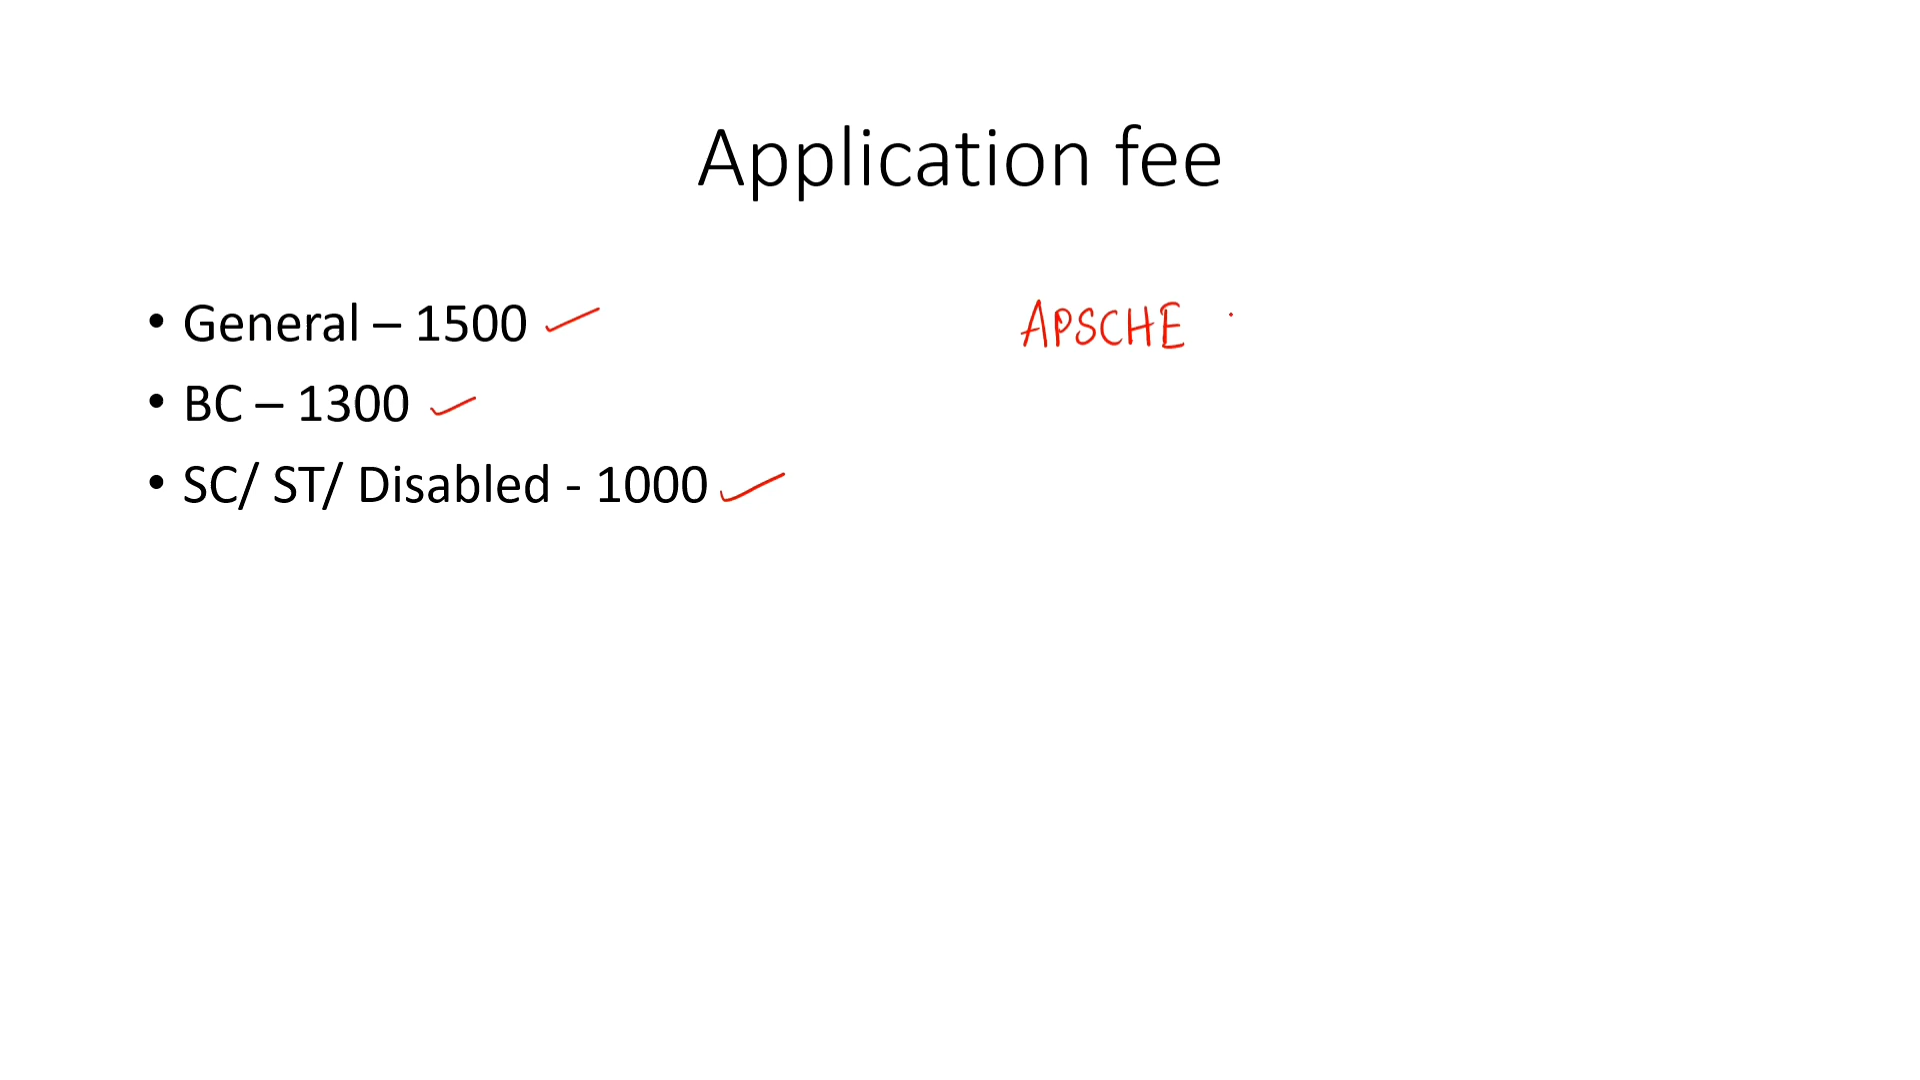 Application fee
• General – 1500
APSCHE
• BC – 1300
• SC/ ST/ Disabled - 1000